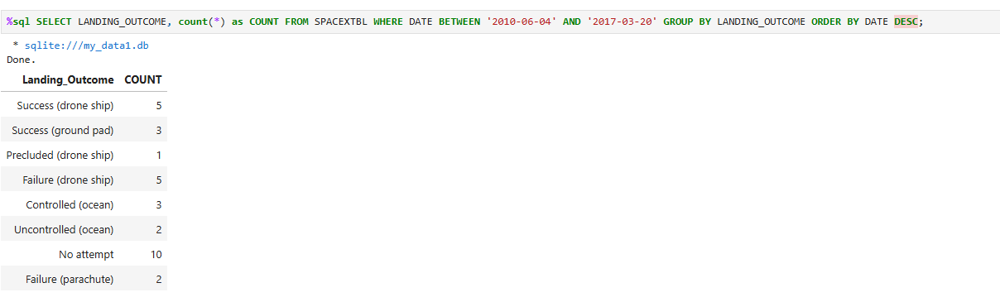 %sql SELECT LANDING_OUTCOME, count(*) as COUNT FROM SPACEXTBL WHERE DATE BETWEEN '2010-06-04' AND '2017-03-20' GROUP BY LANDING_OUTCOME ORDER BY DATE DESC;
* sqlite:///my_data1.db
Done.
Landing_Outcome COUNT
Success (drone ship) 5
Success (ground pad) 3
Precluded (drone ship) 1
Failure (drone ship) 5
Controlled (ocean) 3
Uncontrolled (ocean) 2
No attempt 10
Failure (parachute) 2